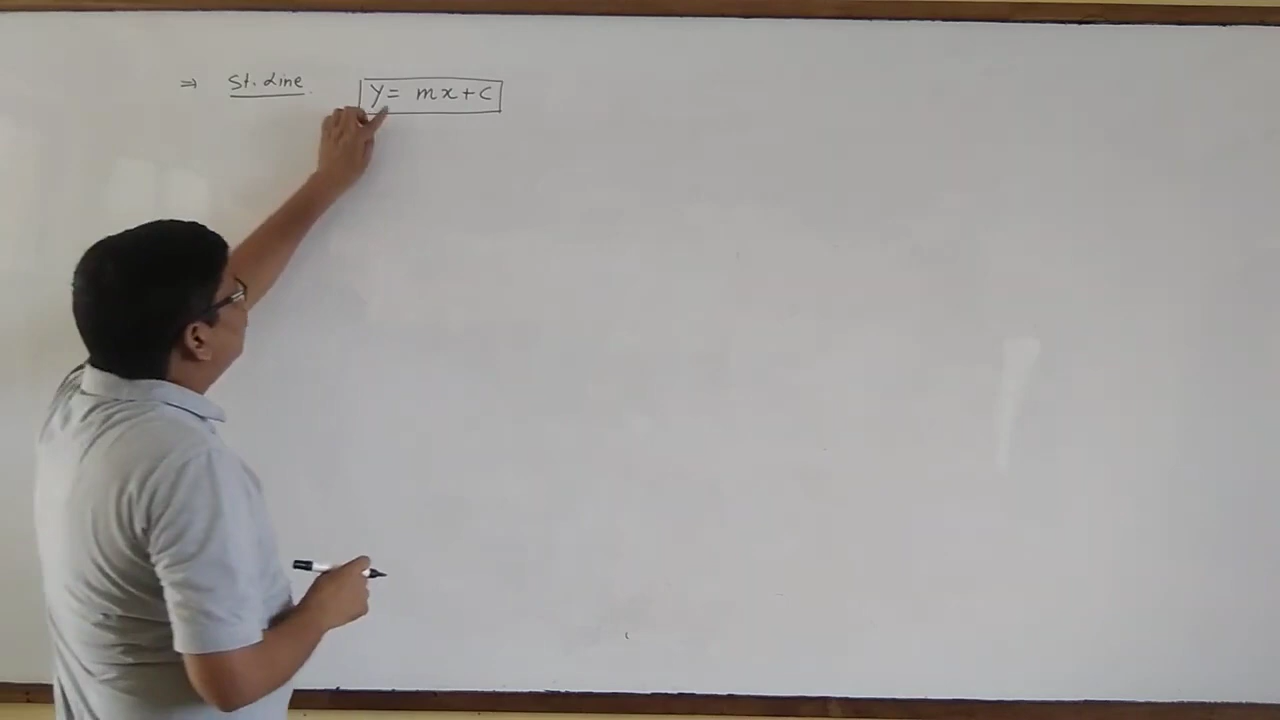 ⇒ St. Line. y = mx + c